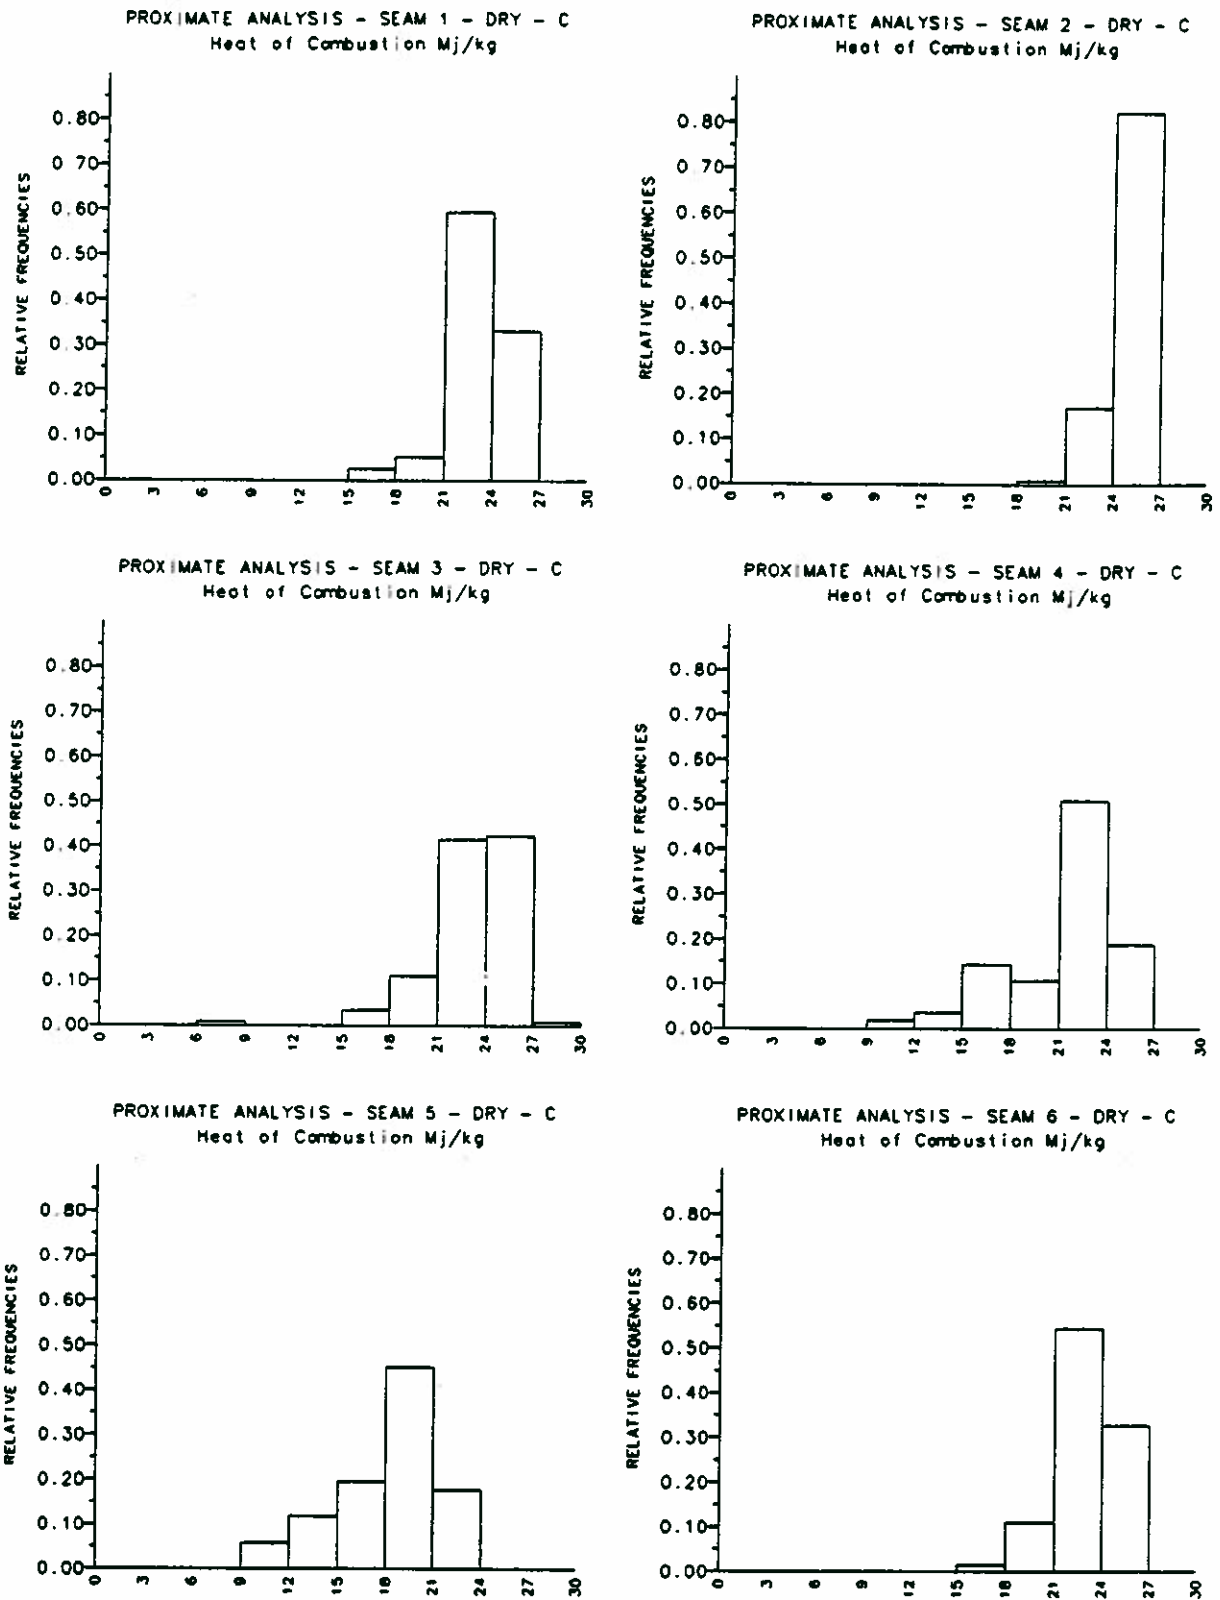 PROXIMATE ANALYSIS - SEAM 1 - DRY - C
Heat of Combustion Mj/kg
RELATIVE FREQUENCIES
0.80
0.70
0.60
0.50
0.40
0.30
0.20
0.10
0.00
0 3 6 9 12 15 18 21 24 27 30
PROXIMATE ANALYSIS - SEAM 2 - DRY - C
Heat of Combustion Mj/kg
RELATIVE FREQUENCIES
0.80
0.70
0.60
0.50
0.40
0.30
0.20
0.10
0.00
0 3 6 9 12 15 18 21 24 27 30
PROXIMATE ANALYSIS - SEAM 3 - DRY - C
Heat of Combustion Mj/kg
RELATIVE FREQUENCIES
0.80
0.70
0.60
0.50
0.40
0.30
0.20
0.10
0.00
0 3 6 9 12 15 18 21 24 27 30
PROXIMATE ANALYSIS - SEAM 4 - DRY - C
Heat of Combustion Mj/kg
RELATIVE FREQUENCIES
0.80
0.70
0.60
0.50
0.40
0.30
0.20
0.10
0.00
0 3 6 9 12 15 18 21 24 27 30
PROXIMATE ANALYSIS - SEAM 5 - DRY - C
Heat of Combustion Mj/kg
RELATIVE FREQUENCIES
0.80
0.70
0.60
0.50
0.40
0.30
0.20
0.10
0.00
0 3 6 9 12 15 18 21 24 27 30
PROXIMATE ANALYSIS - SEAM 6 - DRY - C
Heat of Combustion Mj/kg
RELATIVE FREQUENCIES
0.80
0.70
0.60
0.50
0.40
0.30
0.20
0.10
0.00
0 3 6 9 12 15 18 21 24 27 30